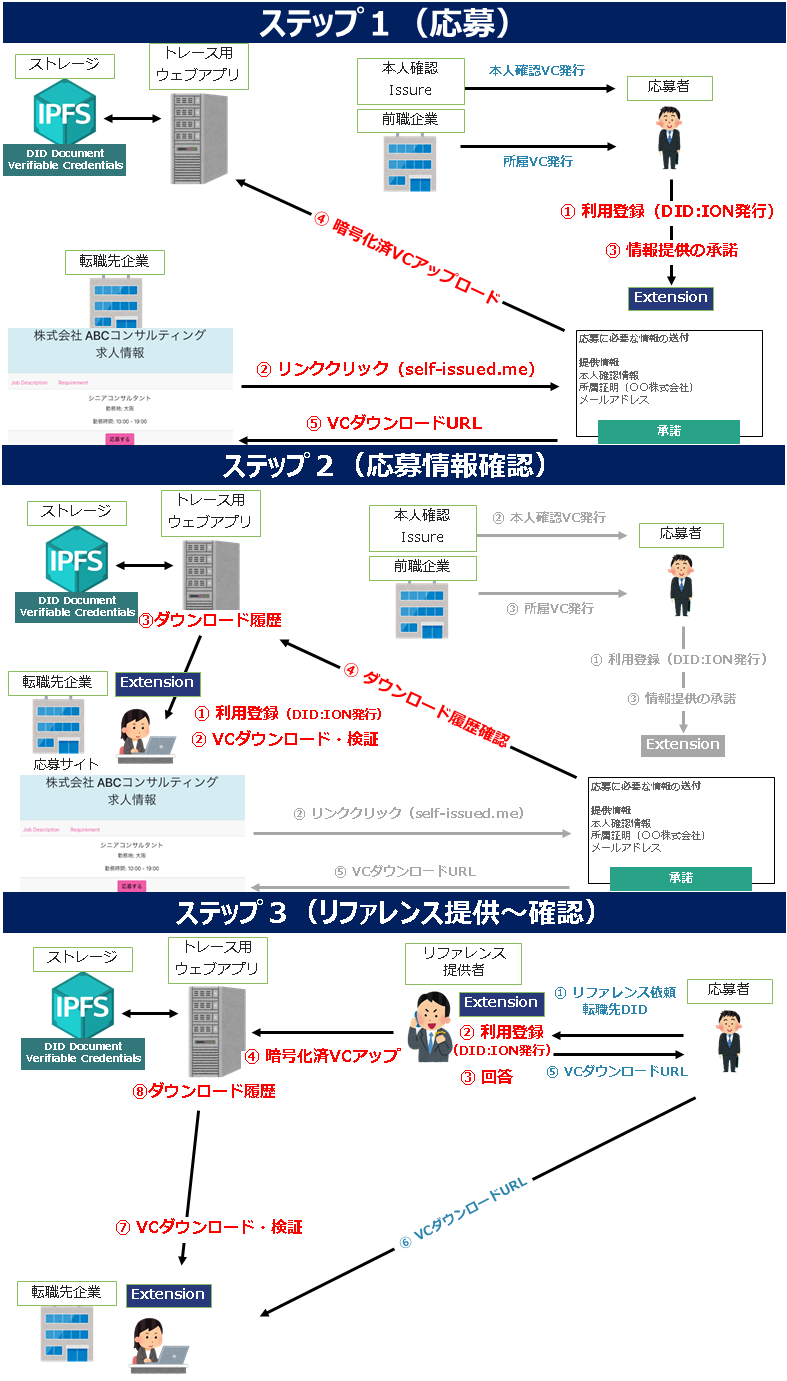 ステップ１（応募）
ストレージ
トレース用
ウェブアプリ
IPFS
DID Document
Verifiable Credentials
本人確認
Issure
本人確認VC発行
応募者
前職企業
所属VC発行
① 利用登録（DID:ION発行）
③ 情報提供の承諾
Extension
④ 暗号化済VCアップロード
転職先企業
株式会社 ABCコンサルティング
求人情報
Job Description Requirement
シニアコンサルタント
勤務地: 大阪
勤務時間: 10:00 - 19:00
応募する
② リンククリック（self-issued.me）
⑤ VCダウンロードURL
応募に必要な情報の送付
提供情報
本人確認情報
所属証明（〇〇株式会社）
メールアドレス
承諾
ステップ２（応募情報確認）
ストレージ
トレース用
ウェブアプリ
IPFS
DID Document
Verifiable Credentials
③ダウンロード履歴
本人確認
Issure
② 本人確認VC発行
応募者
前職企業
③ 所属VC発行
① 利用登録（DID:ION発行）
③ 情報提供の承諾
Extension
④ ダウンロード履歴確認
転職先企業
Extension
① 利用登録（DID:ION発行）
② VCダウンロード・検証
応募サイト
株式会社 ABCコンサルティング
求人情報
Job Description Requirement
シニアコンサルタント
勤務地: 大阪
勤務時間: 10:00 - 19:00
応募する
② リンククリック（self-issued.me）
⑤ VCダウンロードURL
応募に必要な情報の送付
提供情報
本人確認情報
所属証明（〇〇株式会社）
メールアドレス
承諾
ステップ３（リファレンス提供～確認）
ストレージ
トレース用
ウェブアプリ
IPFS
DID Document
Verifiable Credentials
⑧ダウンロード履歴
④ 暗号化済VCアップ
リファレンス
提供者
Extension
② 利用登録
（DID:ION発行）
③ 回答
① リファレンス依頼
転職先DID
⑤ VCダウンロードURL
応募者
⑥ VCダウンロードURL
⑦ VCダウンロード・検証
転職先企業
Extension